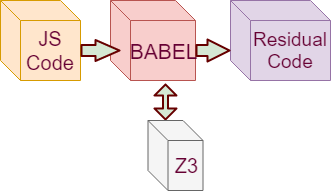 JS
Code
BABEL
Residual
Code
Z3